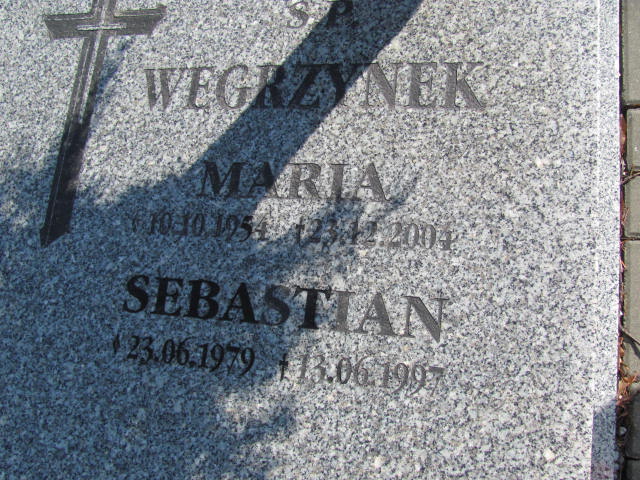 Ś.P.
WĘGRZYNEK
MARIA
* 10.10.1954 † 23.12.2004
SEBASTIAN
* 23.06.1979 † 13.06.1997